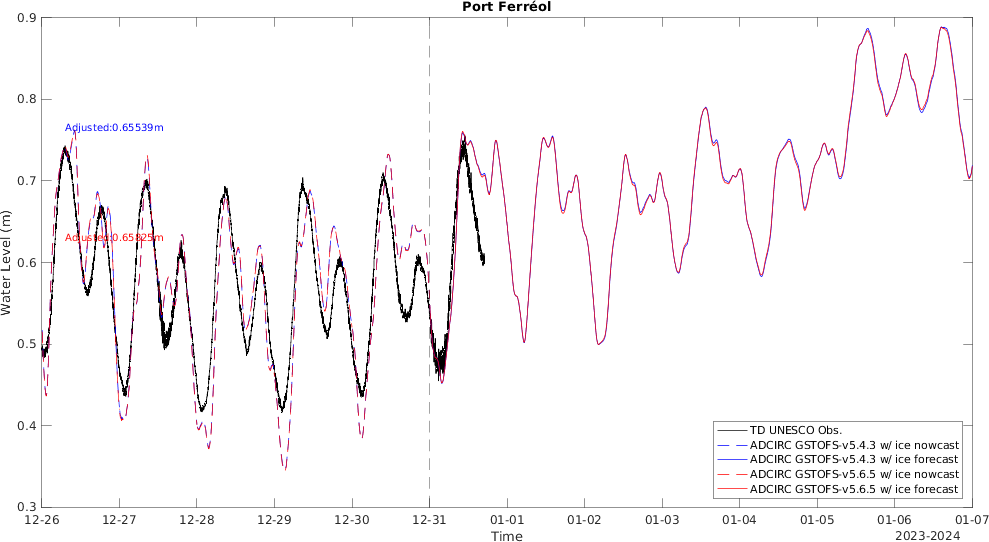 Port Ferréol
0.9
0.8
0.7
0.6
0.5
0.4
0.3
Water Level (m)
Adjusted:0.65539m
Adjusted:0.65825m
TD UNESCO Obs.
ADCIRC GSTOFS-v5.4.3 w/ ice nowcast
ADCIRC GSTOFS-v5.4.3 w/ ice forecast
ADCIRC GSTOFS-v5.6.5 w/ ice nowcast
ADCIRC GSTOFS-v5.6.5 w/ ice forecast
12-26 12-27 12-28 12-29 12-30 12-31 01-01 01-02 01-03 01-04 01-05 01-06 01-07
Time
2023-2024